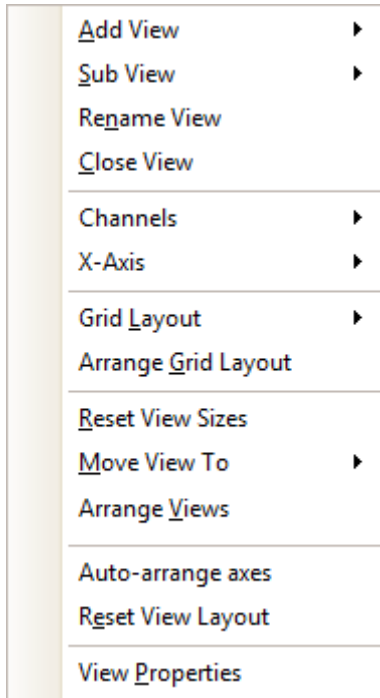 Add View
Sub View
Rename View
Close View
Channels
X-Axis
Grid Layout
Arrange Grid Layout
Reset View Sizes
Move View To
Arrange Views
Auto-arrange axes
Reset View Layout
View Properties